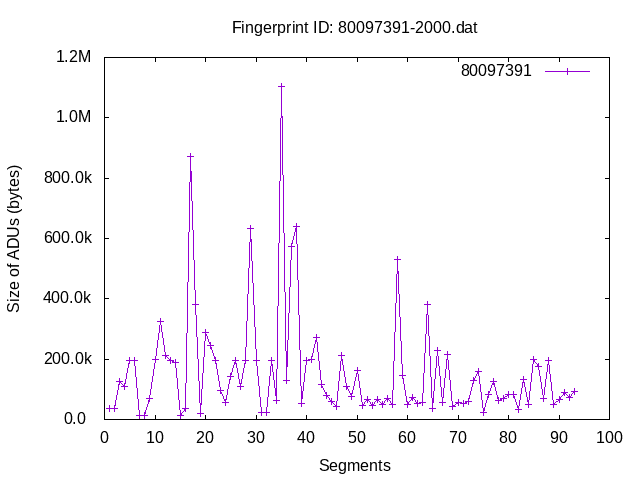 Fingerprint ID: 80097391-2000.dat
80097391
1.2M
1.0M
800.0k
600.0k
400.0k
200.0k
0.0
Size of ADUs (bytes)
0 10 20 30 40 50 60 70 80 90 100
Segments